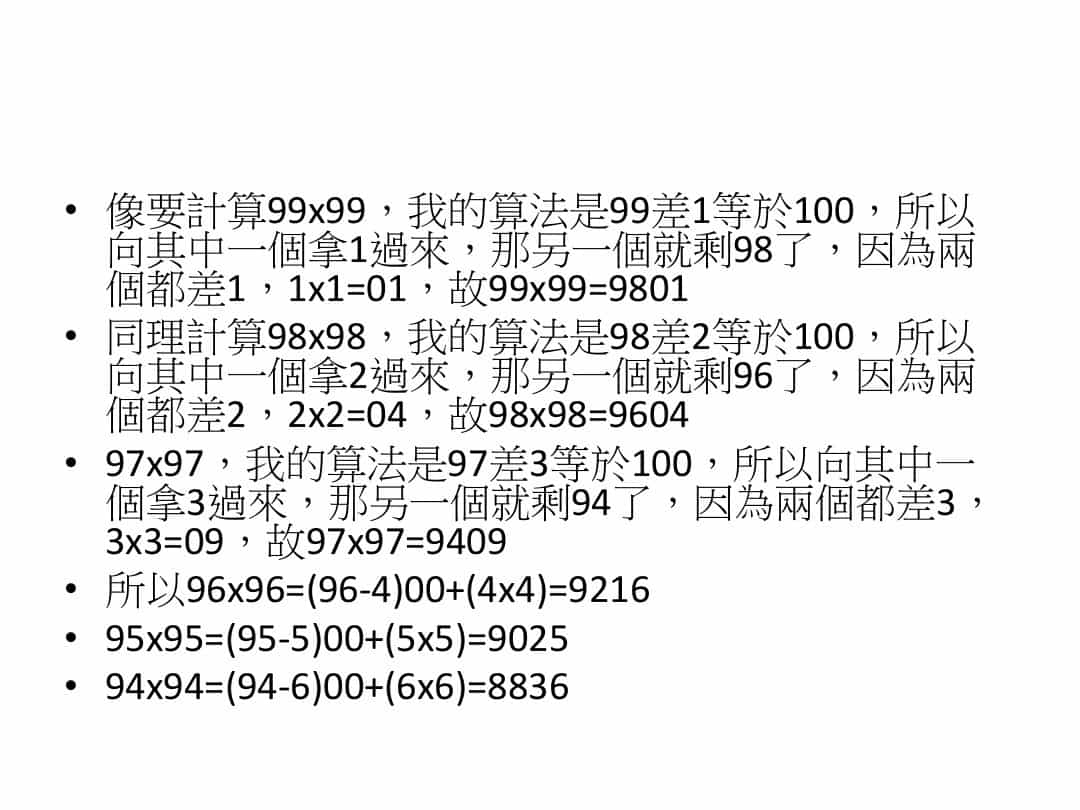 • 像要計算99x99，我的算法是99差1等於100，所以
向其中一個拿1過來，那另一個就剩98了，因為兩
個都差1，1x1=01，故99x99=9801
• 同理計算98x98，我的算法是98差2等於100，所以
向其中一個拿2過來，那另一個就剩96了，因為兩
個都差2，2x2=04，故98x98=9604
• 97x97，我的算法是97差3等於100，所以向其中一
個拿3過來，那另一個就剩94了，因為兩個都差3，
3x3=09，故97x97=9409
• 所以96x96=(96-4)00+(4x4)=9216
• 95x95=(95-5)00+(5x5)=9025
• 94x94=(94-6)00+(6x6)=8836